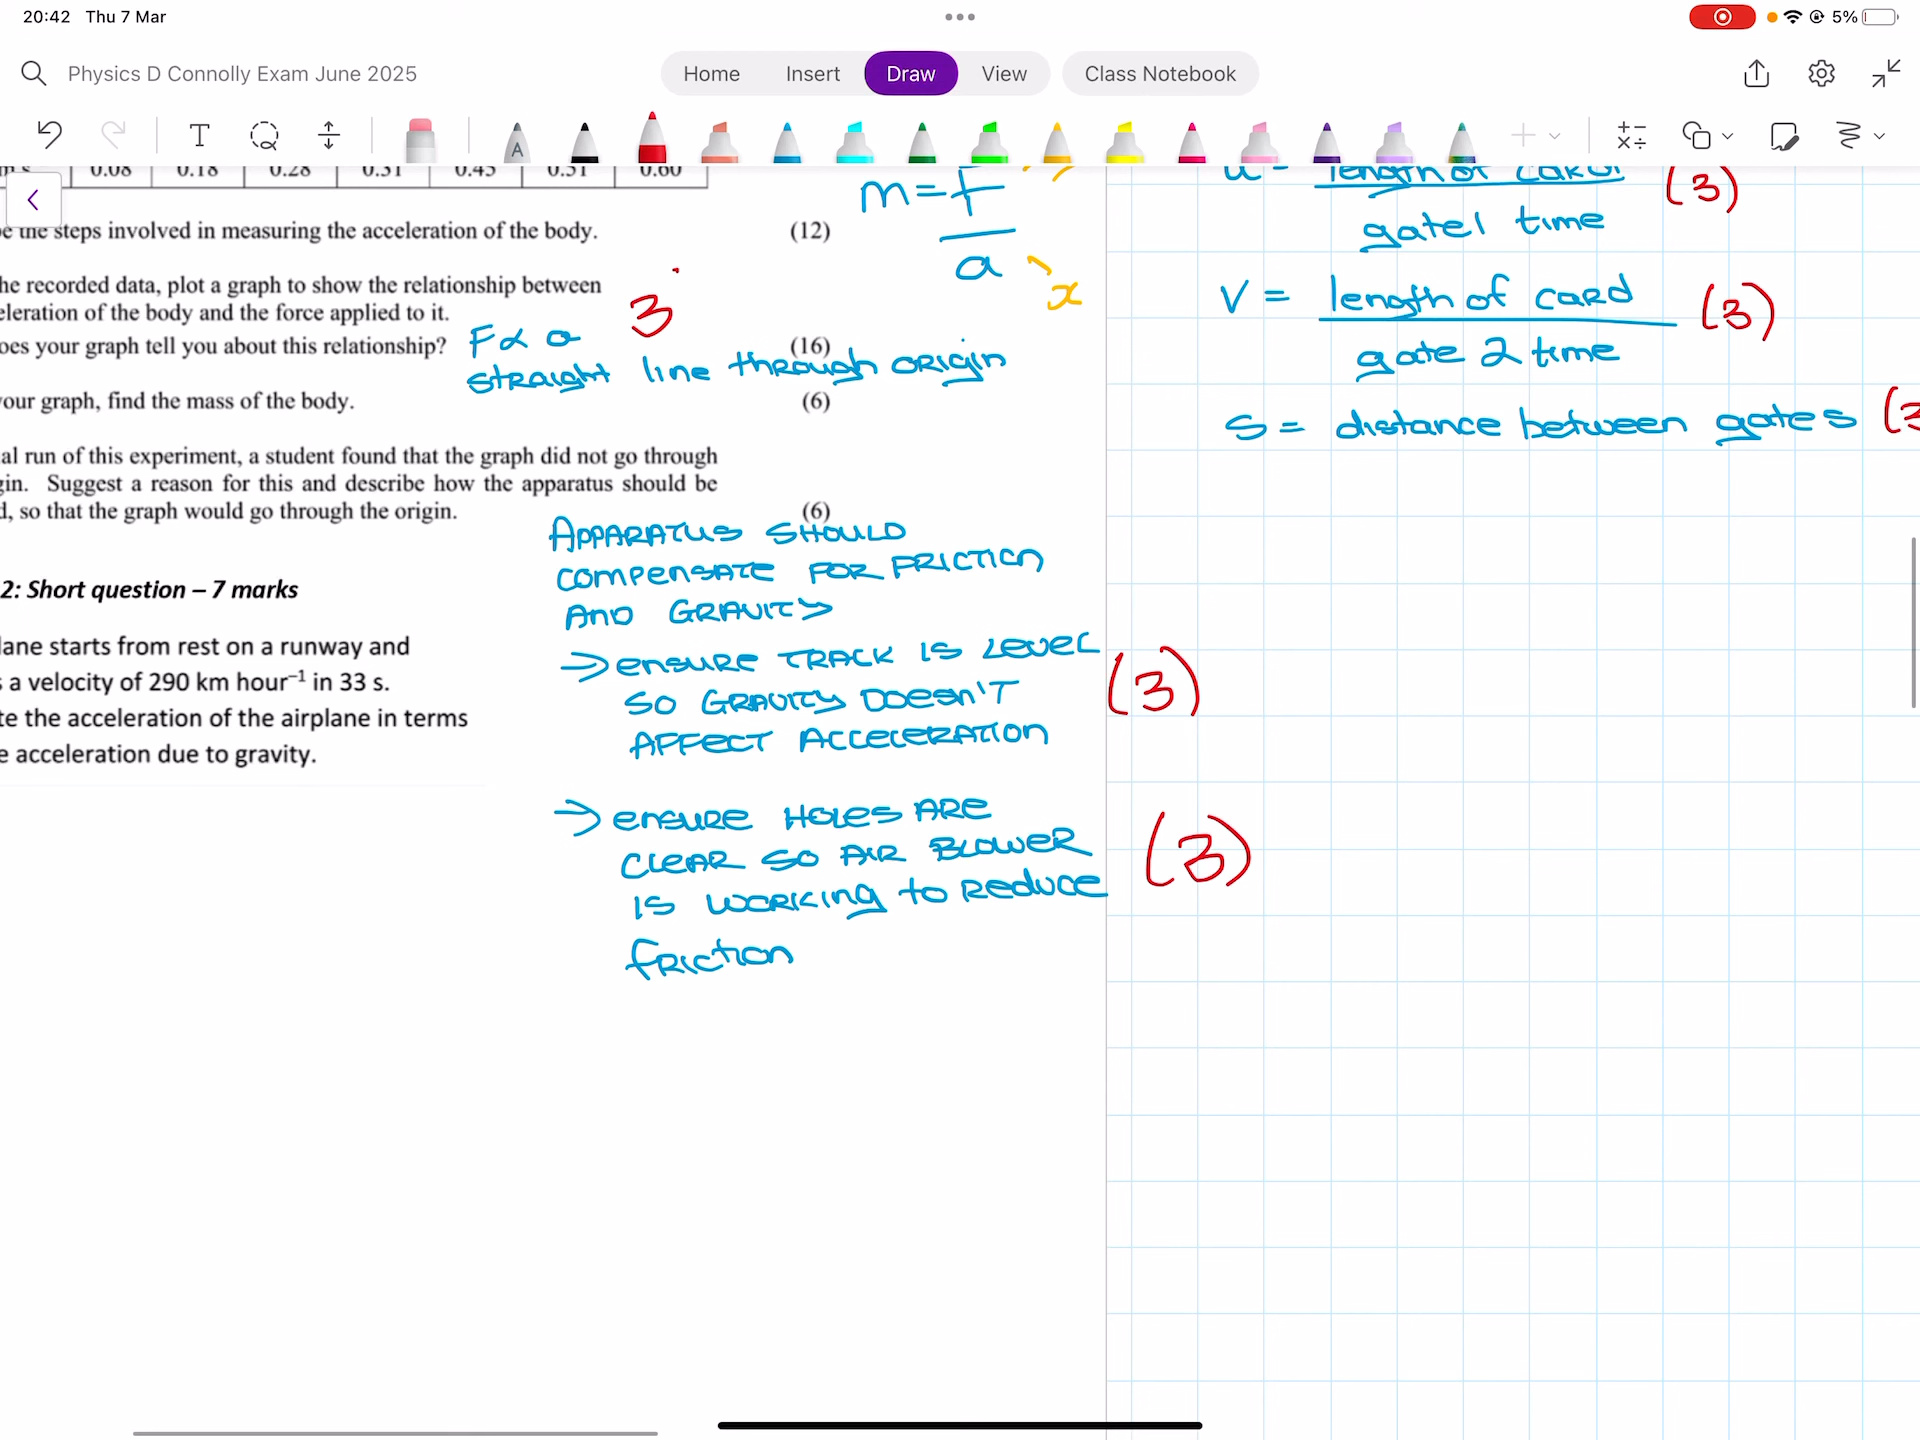 20:42 Thu 7 Mar
5%
Physics D Connolly Exam June 2025
Home Insert Draw View Class Notebook
T
A
0.08 0.18 0.28 0.31 0.45 0.51 0.60
the steps involved in measuring the acceleration of the body. (12)
he recorded data, plot a graph to show the relationship between
eleration of the body and the force applied to it.
oes your graph tell you about this relationship? (16)
F∝ a 3
straight line through origin
our graph, find the mass of the body. (6)
al run of this experiment, a student found that the graph did not go through
gin. Suggest a reason for this and describe how the apparatus should be
d, so that the graph would go through the origin. (6)
2: Short question – 7 marks
lane starts from rest on a runway and
s a velocity of 290 km hour⁻¹ in 33 s.
te the acceleration of the airplane in terms
e acceleration due to gravity.
m = F
a
x
APPARATUS SHOULD
COMPENSATE FOR FRICTION
AND GRAVITY
→ ENSURE TRACK IS LEVEL
SO GRAVITY DOESN'T (3)
AFFECT ACCELERATION
→ ENSURE HOLES ARE
CLEAR SO AIR BLOWER (3)
IS WORKING to REDUCE
friction
u = length of card (3)
gate1 time
V = length of card (3)
gate 2 time
S = distance between gates (3